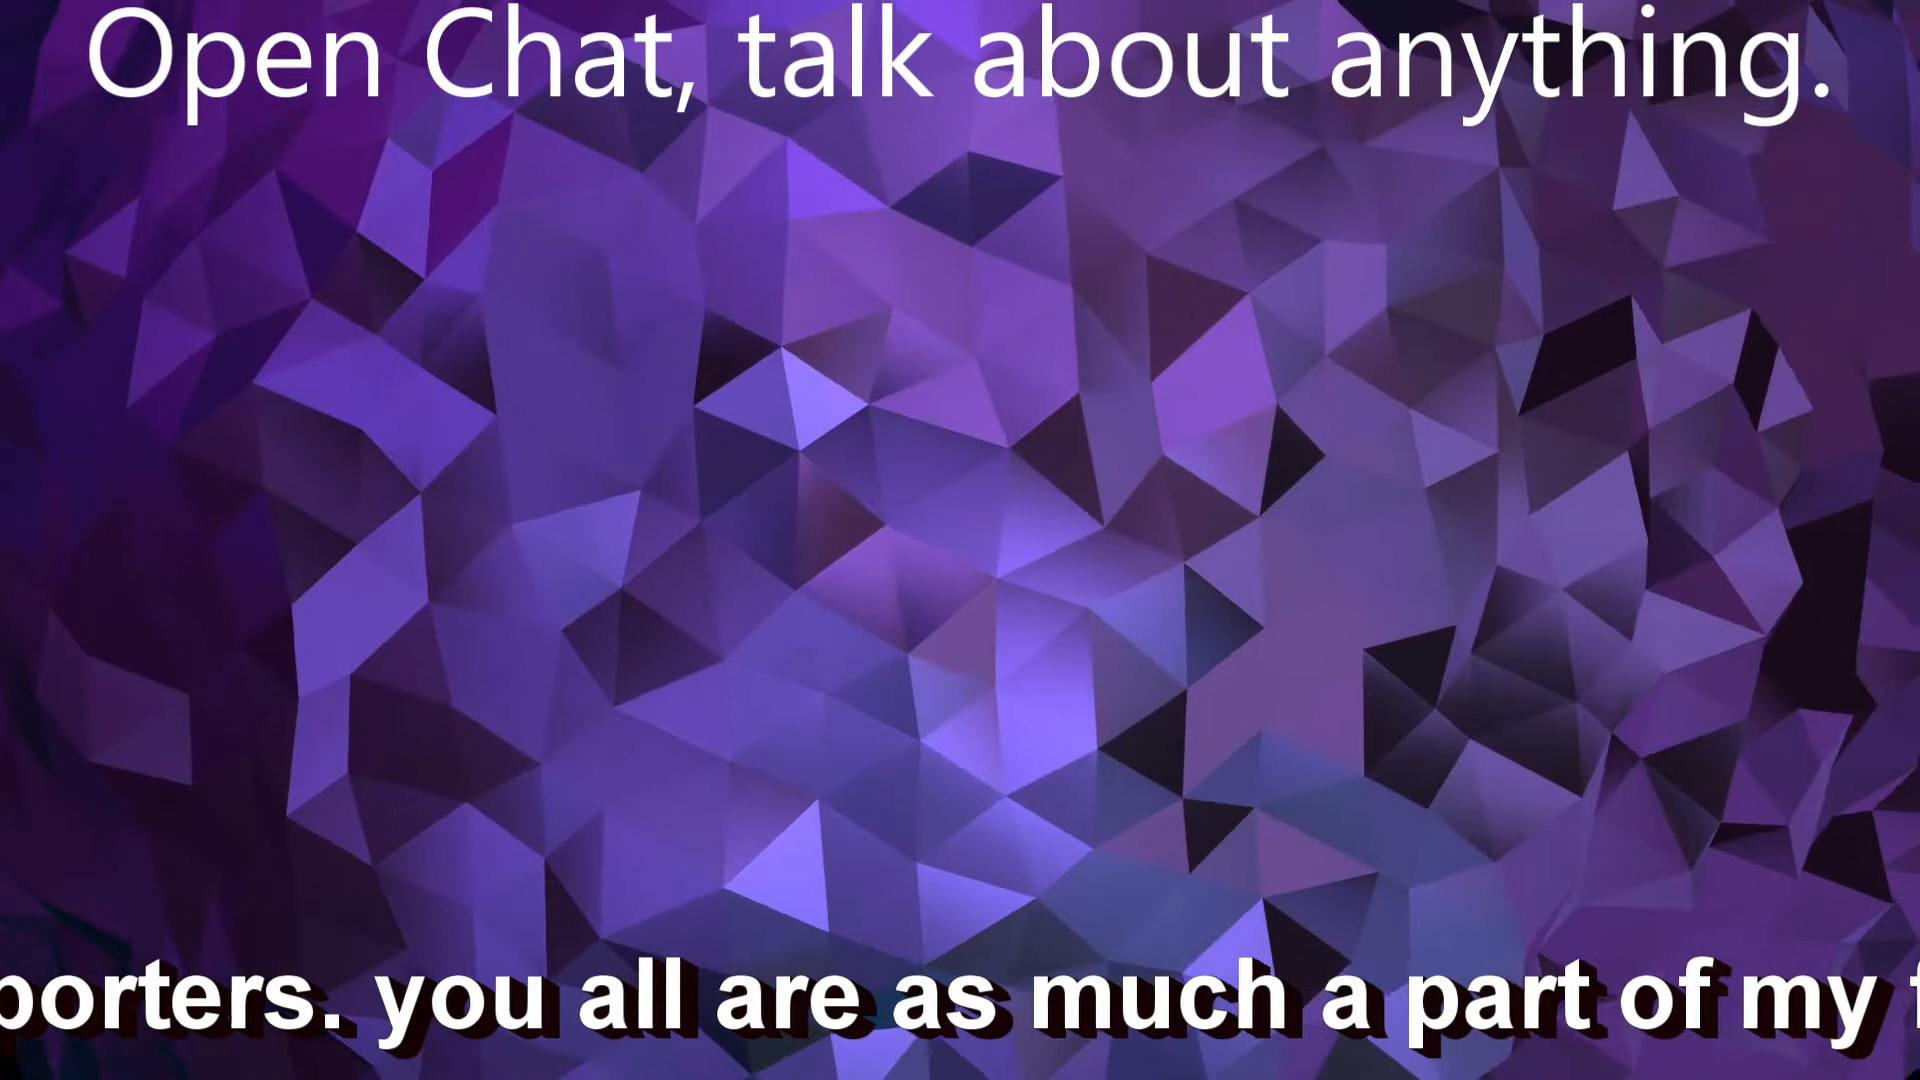 Open Chat, talk about anything.
porters. you all are as much a part of my